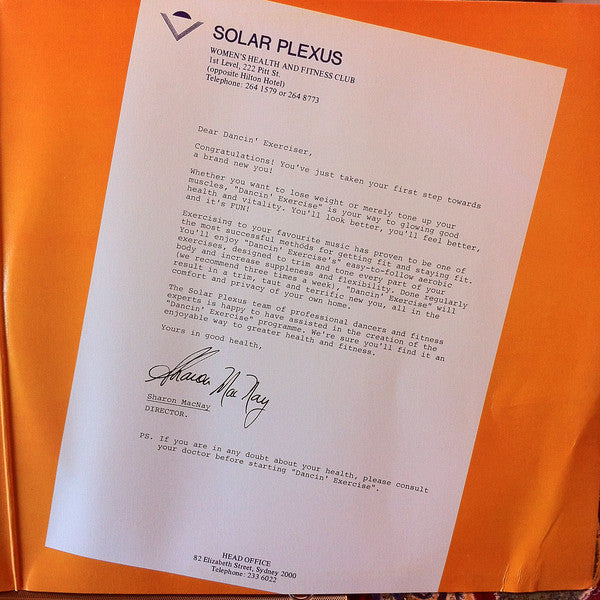 SOLAR PLEXUS
WOMEN'S HEALTH AND FITNESS CLUB
1st Level, 222 Pitt St.
(opposite Hilton Hotel)
Telephone: 264 1579 or 264 8773
Dear Dancin' Exerciser,
Congratulations! You've just taken your first step towards
a brand new you!
Whether you want to lose weight or merely tone up your
muscles, "Dancin' Exercise" is your way to glowing good
health and vitality. You'll look better, you'll feel better,
and it's FUN!
Exercising to your favourite music has proven to be one of
the most successful methods for getting fit and staying fit.
You'll enjoy "Dancin' Exercise's" easy-to-follow aerobic
exercises, designed to trim and tone every part of your
body and increase suppleness and flexibility. Done regularly
(we recommend three times a week), "Dancin' Exercise" will
result in a trim, taut and terrific new you, all in the
comfort and privacy of your own home.
The Solar Plexus team of professional dancers and fitness
experts is happy to have assisted in the creation of the
"Dancin' Exercise" programme. We're sure you'll find it an
enjoyable way to greater health and fitness.
Yours in good health,
Sharon Mac Nay
Sharon MacNay
DIRECTOR.
PS. If you are in any doubt about your health, please consult
your doctor before starting "Dancin' Exercise".
HEAD OFFICE
82 Elizabeth Street, Sydney 2000
Telephone: 233 6022